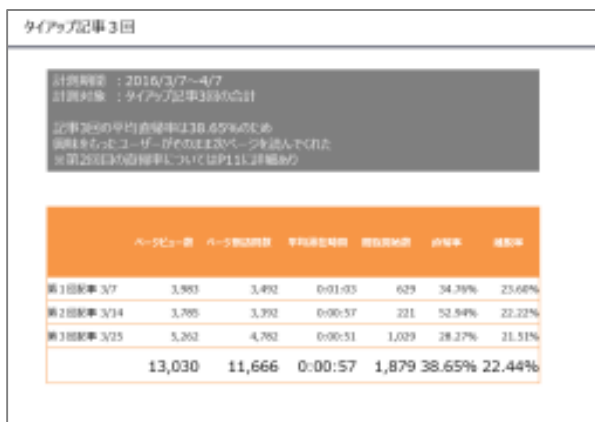 タイアップ記事3回
計測期間 ：2016/3/7～4/7
計測対象 ：タイアップ記事3回の合計
記事3回の平均直帰率は38.65%のため
興味をもったユーザーがそのまま次ページを読んでくれた
※第2回目の直帰率についてはP11に詳細あり
ページビュー数 ページ別訪問数 平均滞在時間 閲覧開始数 直帰率 離脱率
第1回記事 3/7 3,983 3,492 0:01:03 629 34.76% 23.60%
第2回記事 3/14 3,785 3,392 0:00:57 221 52.94% 22.22%
第3回記事 3/25 5,262 4,782 0:00:51 1,029 28.27% 21.51%
13,030 11,666 0:00:57 1,879 38.65% 22.44%